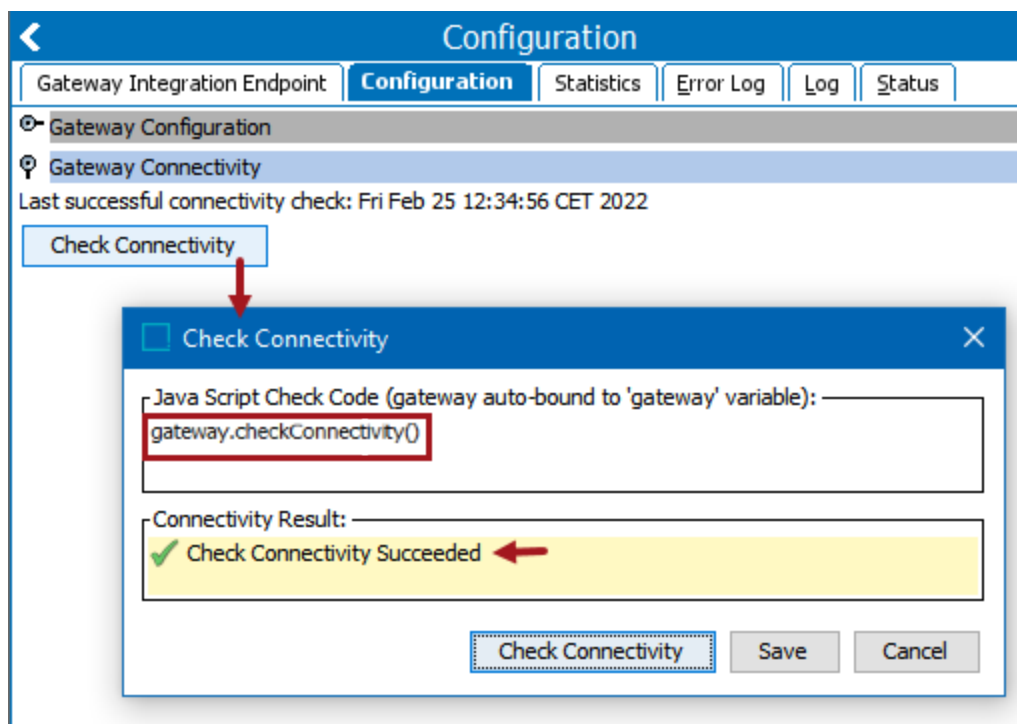 Configuration
Gateway Integration Endpoint Configuration Statistics Error Log Log Status
Gateway Configuration
Gateway Connectivity
Last successful connectivity check: Fri Feb 25 12:34:56 CET 2022
Check Connectivity
Check Connectivity
Java Script Check Code (gateway auto-bound to 'gateway' variable):
gateway.checkConnectivity()
Connectivity Result:
Check Connectivity Succeeded
Check Connectivity Save Cancel